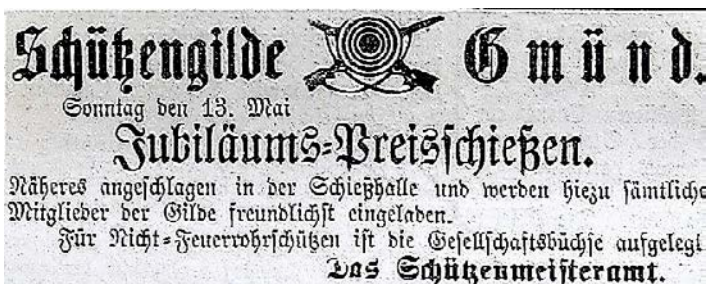 Schützengilde Gmünd.
Sonntag den 13. Mai
Jubiläums-Preisschießen.
Näheres angeschlagen in der Schießhalle und werden hiezu sämtliche
Mitglieder der Gilde freundlichst eingeladen.
Für Nicht-Feuerrohrschützen ist die Gesellschaftsbüchse aufgelegt
Das Schützenmeisteramt.